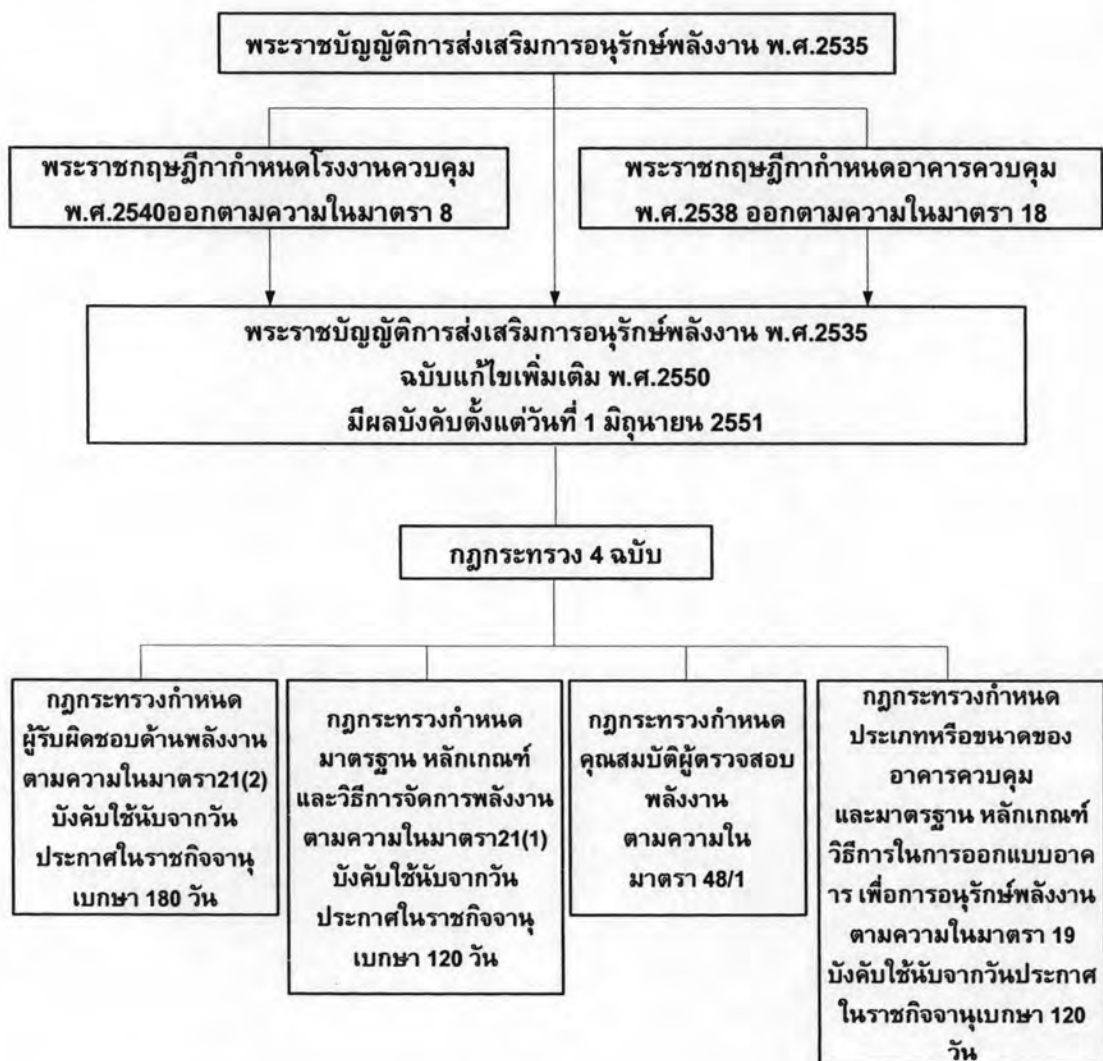 พระราชบัญญัติการส่งเสริมการอนุรักษ์พลังงาน พ.ศ.2535
พระราชกฤษฎีกากำหนดโรงงานควบคุม
พ.ศ.2540ออกตามความในมาตรา 8
พระราชกฤษฎีกากำหนดอาคารควบคุม
พ.ศ.2538 ออกตามความในมาตรา 18
พระราชบัญญัติการส่งเสริมการอนุรักษ์พลังงาน พ.ศ.2535
ฉบับแก้ไขเพิ่มเติม พ.ศ.2550
มีผลบังคับตั้งแต่วันที่ 1 มิถุนายน 2551
กฎกระทรวง 4 ฉบับ
กฎกระทรวงกำหนด
ผู้รับผิดชอบด้านพลังงาน
ตามความในมาตรา21(2)
บังคับใช้นับจากวัน
ประกาศในราชกิจจานุ
เบกษา 180 วัน
กฎกระทรวงกำหนด
มาตรฐาน หลักเกณฑ์
และวิธีการจัดการพลังงาน
ตามความในมาตรา21(1)
บังคับใช้นับจากวัน
ประกาศในราชกิจจานุ
เบกษา 120 วัน
กฎกระทรวงกำหนด
คุณสมบัติผู้ตรวจสอบ
พลังงาน
ตามความใน
มาตรา 48/1
กฎกระทรวงกำหนด
ประเภทหรือขนาดของ
อาคารควบคุม
และมาตรฐาน หลักเกณฑ์
วิธีการในการออกแบบอาค
าร เพื่อการอนุรักษ์พลังงาน
ตามความในมาตรา 19
บังคับใช้นับจากวันประกาศ
ในราชกิจจานุเบกษา 120
วัน